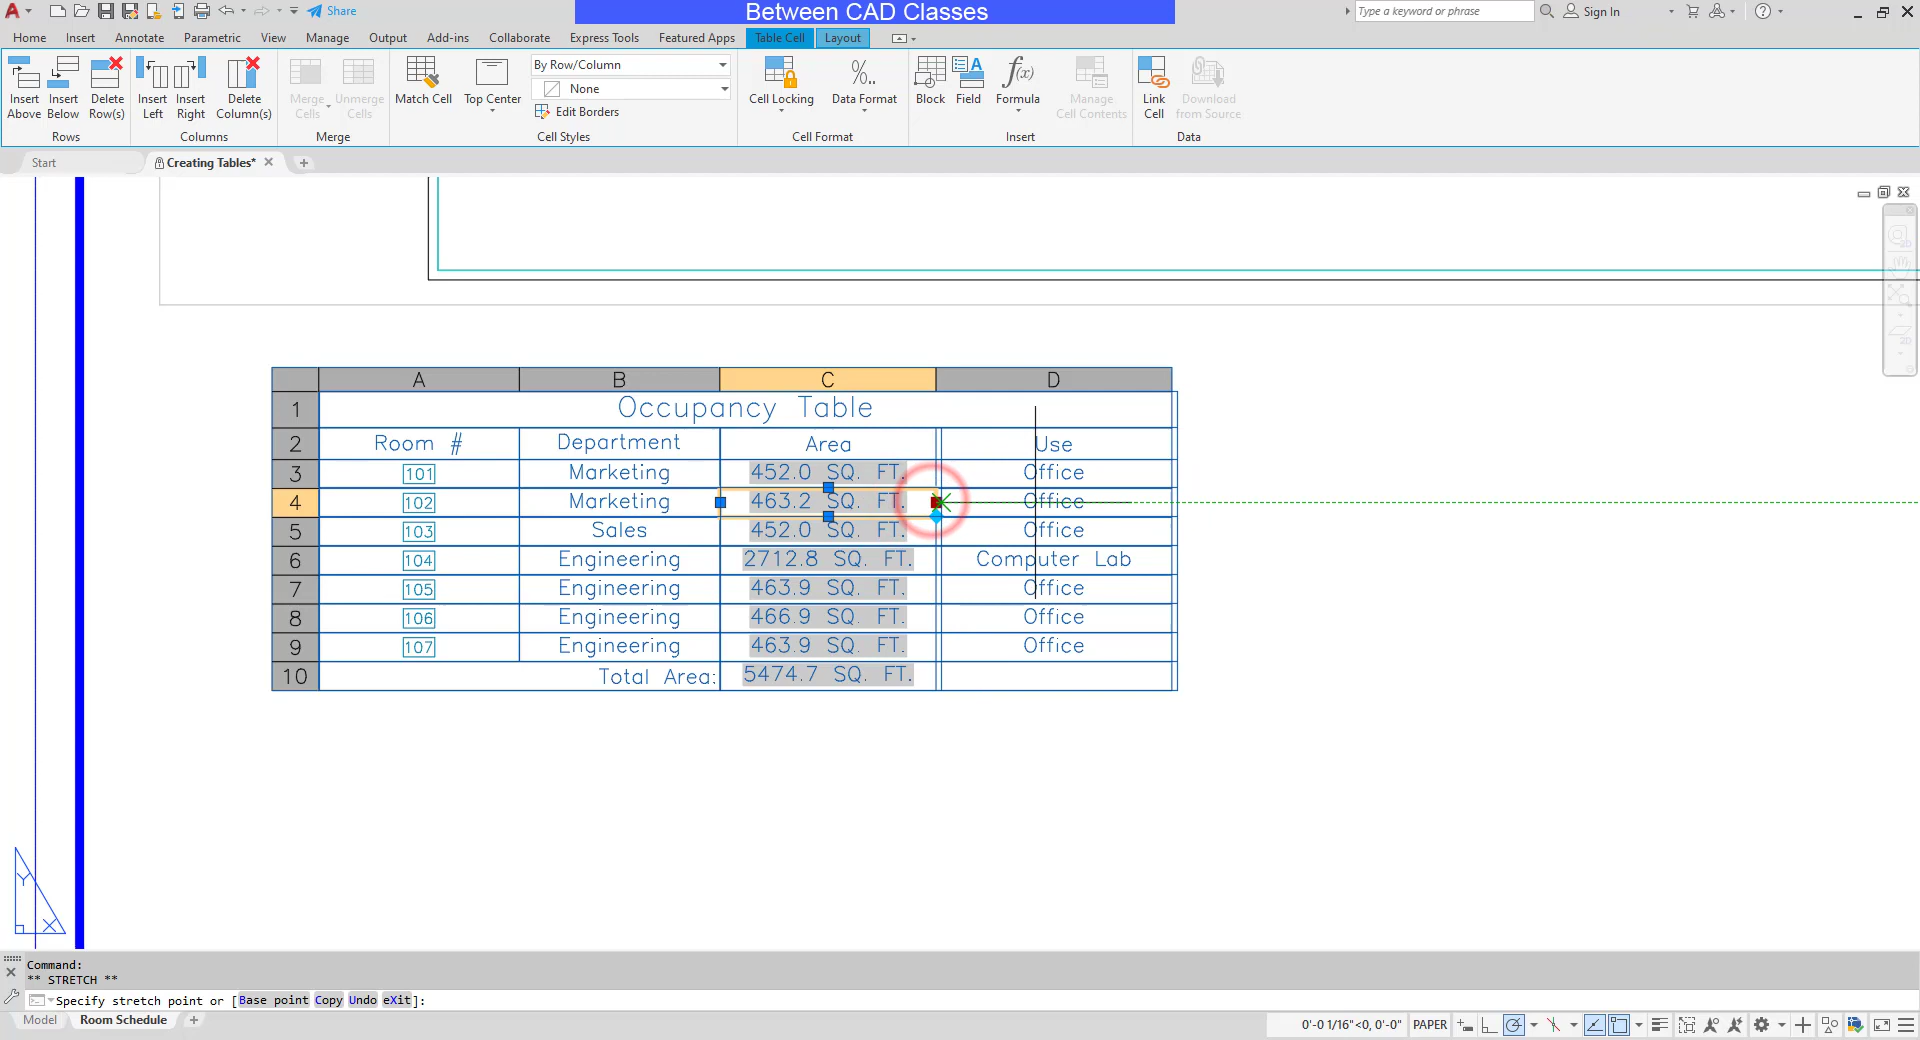 Share
Between CAD Classes
Type a keyword or phrase
Sign In
Home Insert Annotate Parametric View Manage Output Add-ins Collaborate Express Tools Featured Apps Table Cell Layout
Insert Above
Insert Below
Delete Row(s)
Insert Left
Insert Right
Delete Column(s)
Merge Cells
Unmerge Cells
Match Cell
Top Center
By Row/Column
None
Edit Borders
Cell Locking
Data Format
Block
Field
Formula
Manage Cell Contents
Link Cell
Download from Source
Rows Columns Merge Cell Styles Cell Format Insert Data
Start
Creating Tables*
A B C D
1 Occupancy Table
2 Room # Department Area Use
3 101 Marketing 452.0 SQ. FT. Office
4 102 Marketing 463.2 SQ. FT. Office
5 103 Sales 452.0 SQ. FT. Office
6 104 Engineering 2712.8 SQ. FT. Computer Lab
7 105 Engineering 463.9 SQ. FT. Office
8 106 Engineering 466.9 SQ. FT. Office
9 107 Engineering 463.9 SQ. FT. Office
10 Total Area: 5474.7 SQ. FT.
Y
X
Command:
** STRETCH **
Specify stretch point or [Base point Copy Undo eXit]:
Model Room Schedule
0'-0 1/16"<0, 0'-0" PAPER